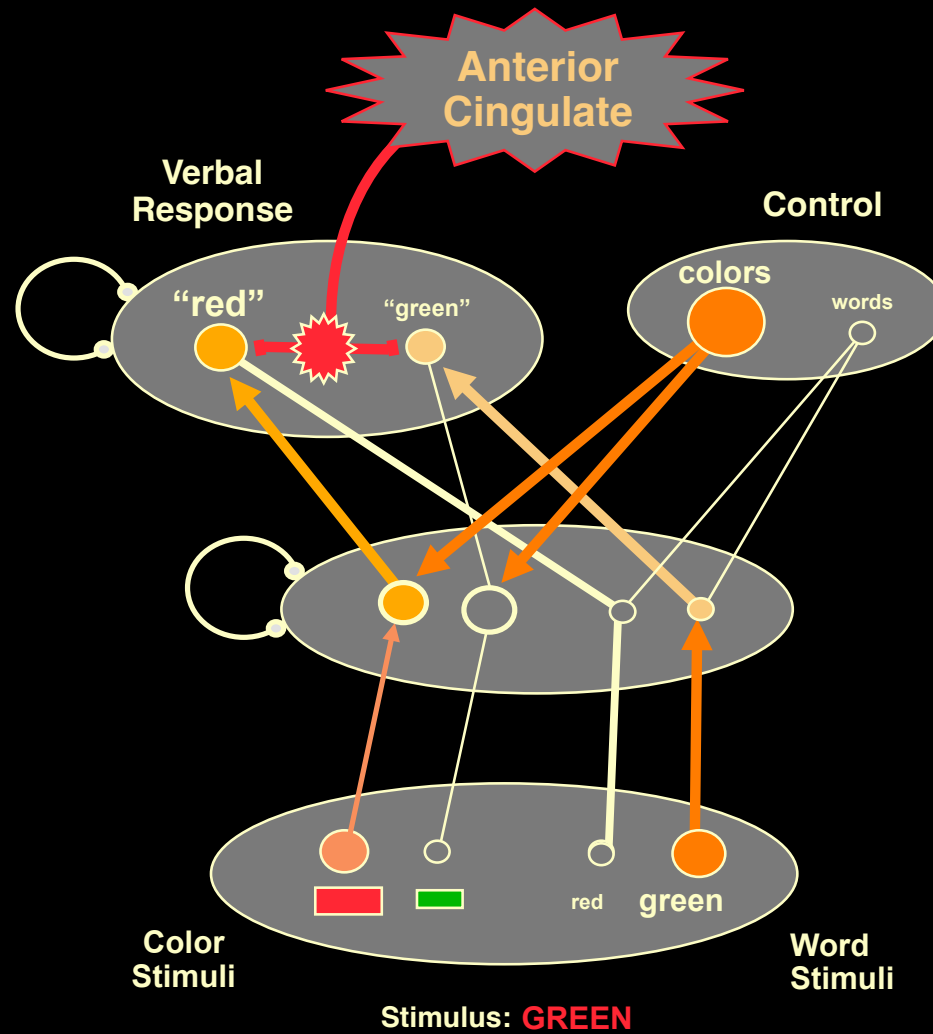 Anterior
Cingulate
Verbal
Response
Control
colors
“red”
“green”
words
red
green
Color
Stimuli
Word
Stimuli
Stimulus: GREEN